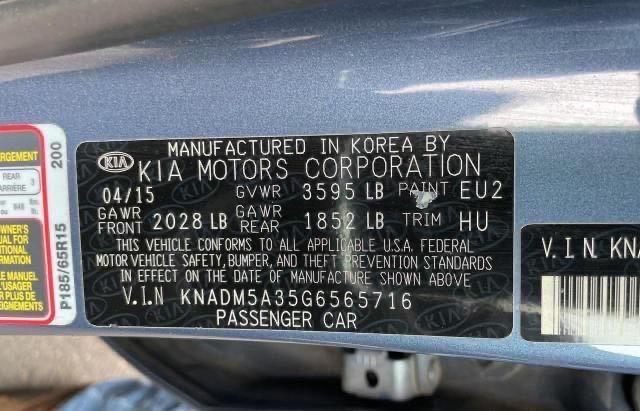 MANUFACTURED IN KOREA BY
KIA KIA MOTORS CORPORATION
04/15 GVWR 3595 LB PAINT EU2
GAWR FRONT 2028 LB GAWR REAR 1852 LB TRIM HU
THIS VEHICLE CONFORMS TO ALL APPLICABLE U.S.A. FEDERAL
MOTOR VEHICLE SAFETY, BUMPER, AND THEFT PREVENTION STANDARDS
IN EFFECT ON THE DATE OF MANUFACTURE SHOWN ABOVE
V.I.N KNADM5A35G6565716
PASSENGER CAR
V.I.N KNA
REAR 3
200
P185/65R15